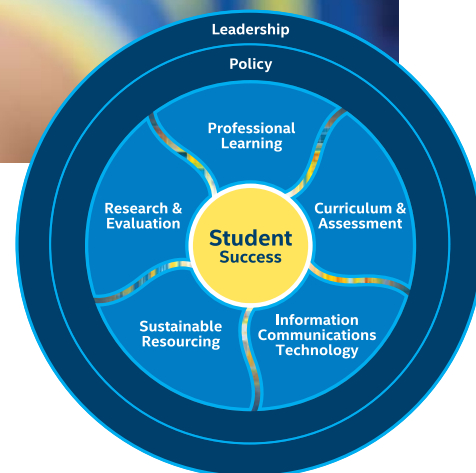 Leadership
Policy
Professional
Learning
Research &
Evaluation
Curriculum &
Assessment
Student
Success
Sustainable
Resourcing
Information
Communications
Technology